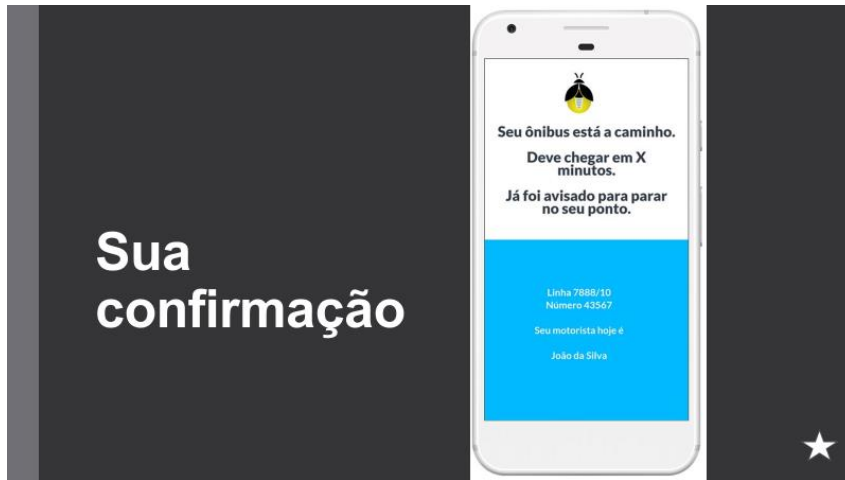 Sua
confirmação
Seu ônibus está a caminho.
Deve chegar em X
minutos.
Já foi avisado para parar
no seu ponto.
Linha 7888/10
Número 43567
Seu motorista hoje é
João da Silva